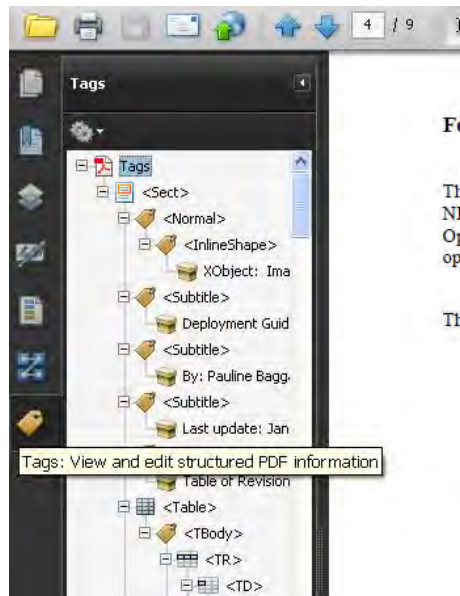 4 / 9
Tags
Tags
<Sect>
<Normal>
<InlineShape>
XObject: Ima
<Subtitle>
Deployment Guid
<Subtitle>
By: Pauline Bagg
<Subtitle>
Last update: Jan
Tags: View and edit structured PDF information
Table of Revision
<Table>
<TBody>
<TR>
<TD>
Fo
Th
NI
Op
op
Th